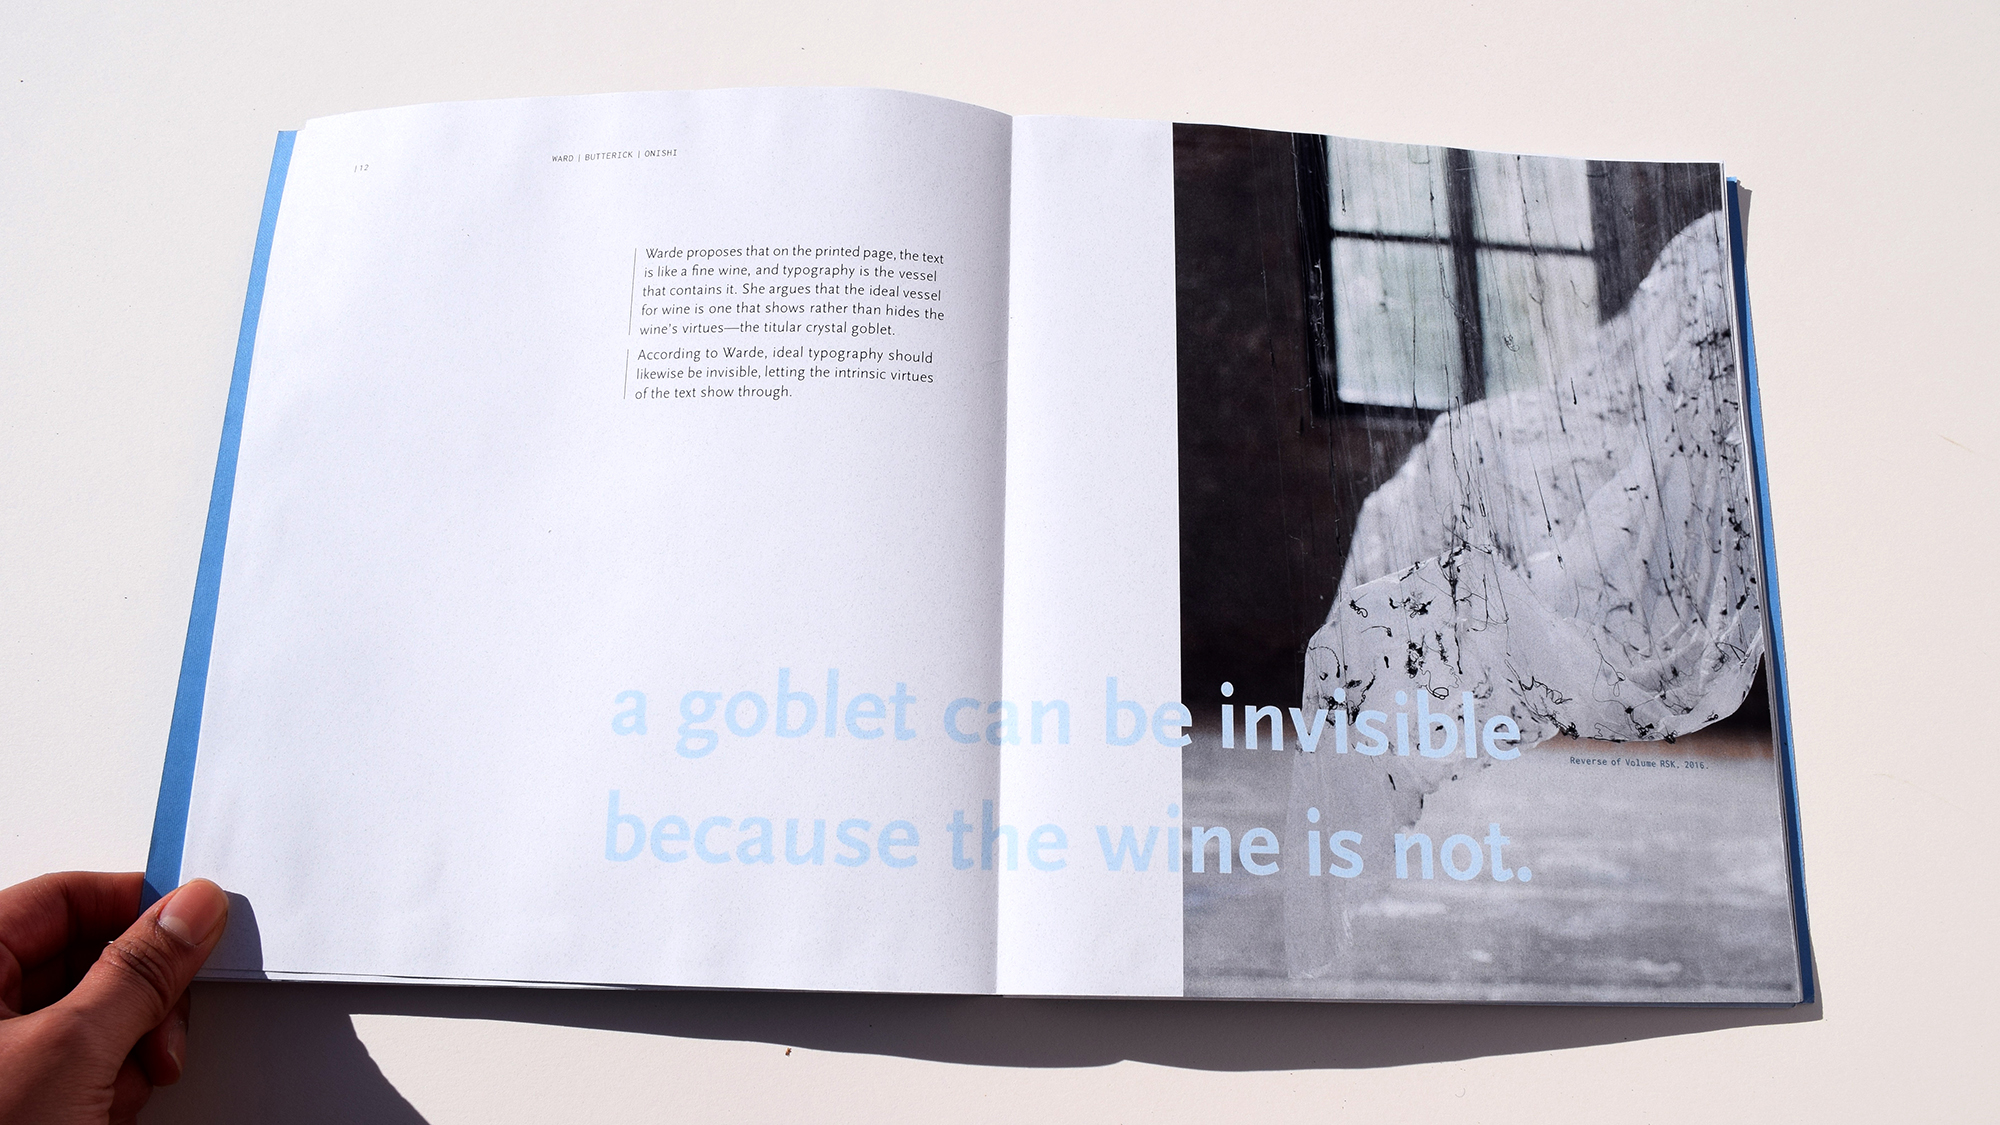 | 12
WARD | BUTTERICK | ONISHI
Warde proposes that on the printed page, the text
is like a fine wine, and typography is the vessel
that contains it. She argues that the ideal vessel
for wine is one that shows rather than hides the
wine's virtues—the titular crystal goblet.
According to Warde, ideal typography should
likewise be invisible, letting the intrinsic virtues
of the text show through.
a goblet can be invisible
because the wine is not.
Reverse of Volume RSK. 2016.